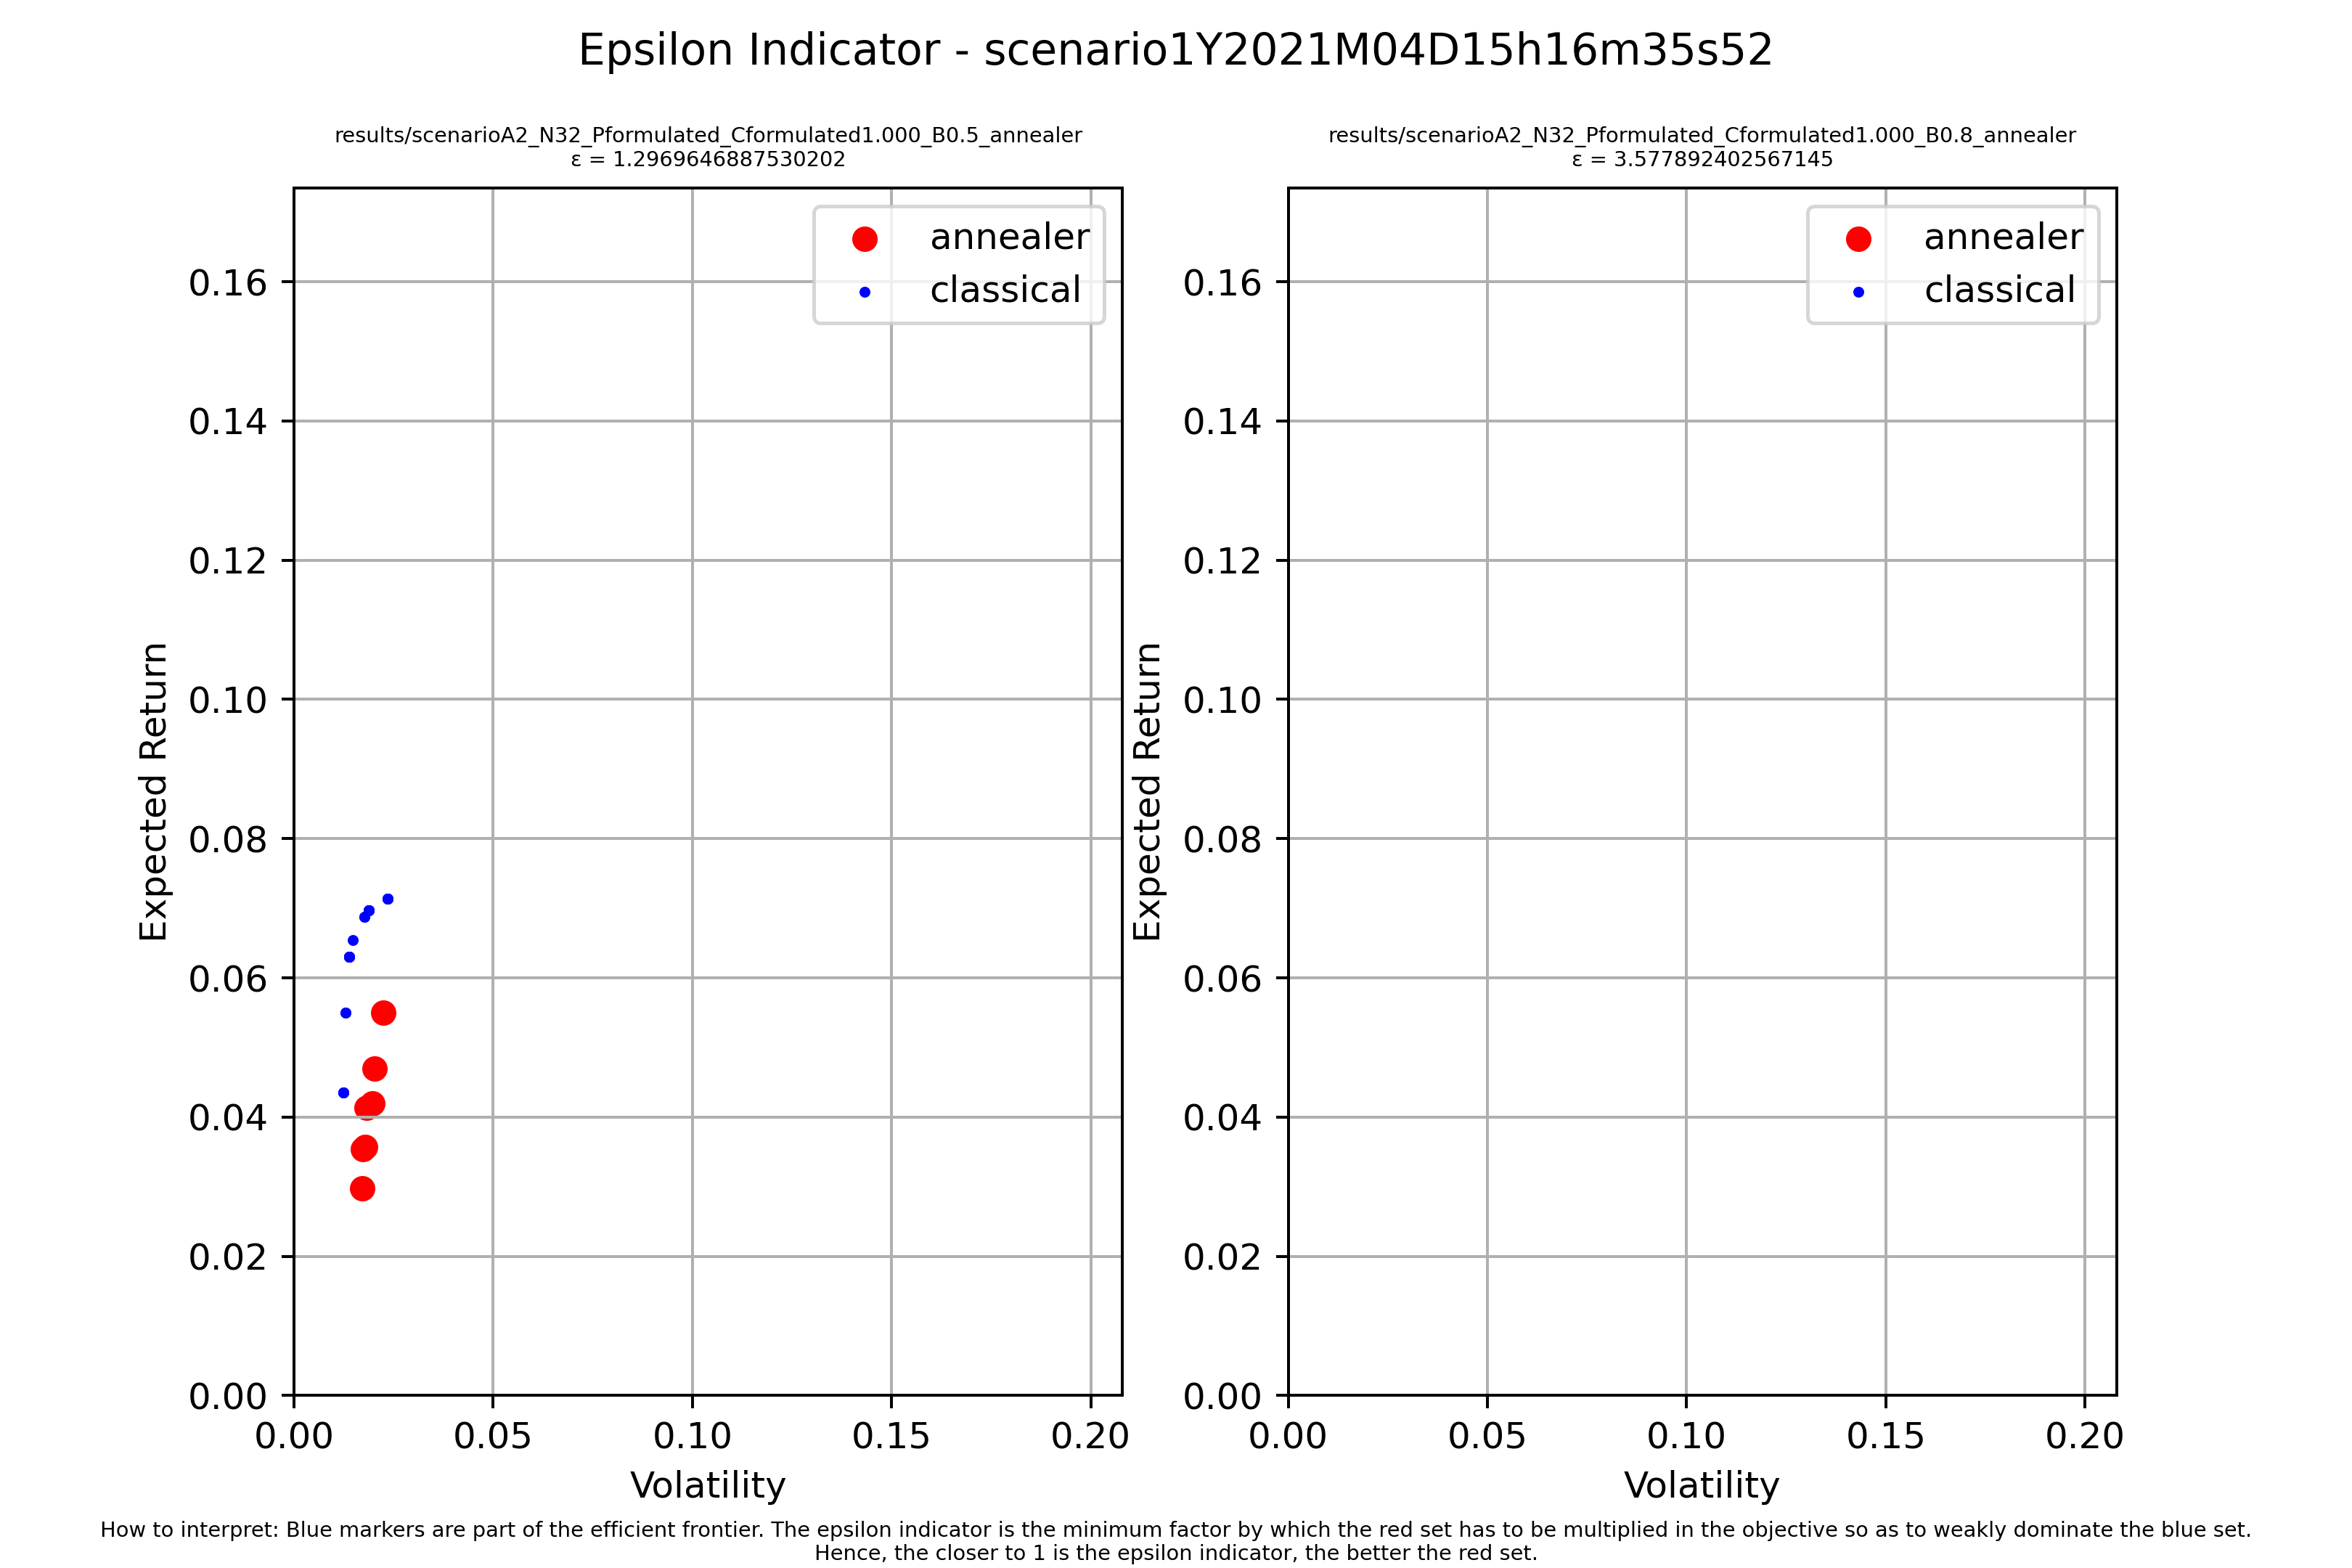 Epsilon Indicator - scenario1Y2021M04D15h16m35s52
results/scenarioA2_N32_Pformulated_Cformulated1.000_B0.5_annealer
ε = 1.2969646887530202
annealer
classical
0.16
0.14
0.12
0.10
0.08
0.06
0.04
0.02
0.00
Expected Return
0.00 0.05 0.10 0.15 0.20
Volatility
results/scenarioA2_N32_Pformulated_Cformulated1.000_B0.8_annealer
ε = 3.577892402567145
annealer
classical
0.16
0.14
0.12
0.10
0.08
0.06
0.04
0.02
0.00
Expected Return
0.00 0.05 0.10 0.15 0.20
Volatility
How to interpret: Blue markers are part of the efficient frontier. The epsilon indicator is the minimum factor by which the red set has to be multiplied in the objective so as to weakly dominate the blue set.
Hence, the closer to 1 is the epsilon indicator, the better the red set.